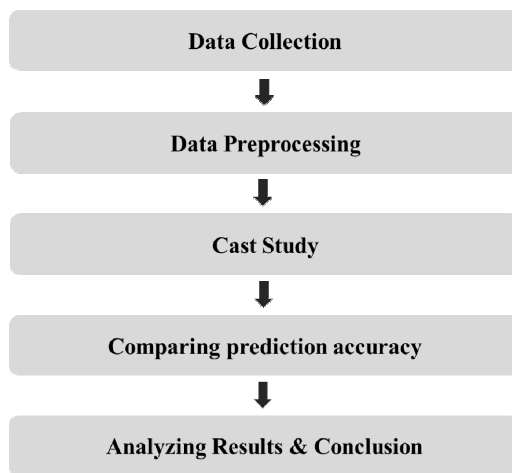 Data Collection
Data Preprocessing
Cast Study
Comparing prediction accuracy
Analyzing Results & Conclusion